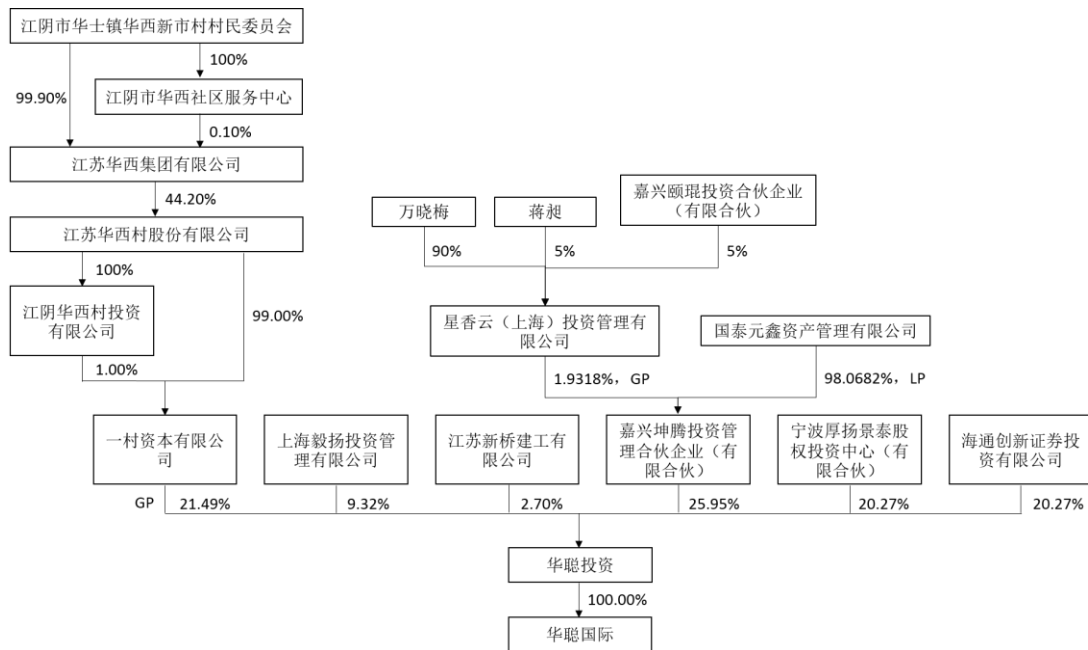 江阴市华士镇华西新市村村民委员会
100%
99.90%
江阴市华西社区服务中心
0.10%
江苏华西集团有限公司
44.20%
江苏华西村股份有限公司
100%
99.00%
江阴华西村投资
有限公司
1.00%
万晓梅
蒋昶
嘉兴颐琨投资合伙企业
（有限合伙）
90%
5%
5%
星香云（上海）投资管理有
限公司
国泰元鑫资产管理有限公司
1.9318%，GP
98.0682%，LP
一村资本有限公
司
上海毅扬投资管
理有限公司
江苏新桥建工有
限公司
嘉兴坤腾投资管
理合伙企业（有
限合伙）
宁波厚扬景泰股
权投资中心（有
限合伙）
海通创新证券投
资有限公司
GP
21.49%
9.32%
2.70%
25.95%
20.27%
20.27%
华聪投资
100.00%
华聪国际